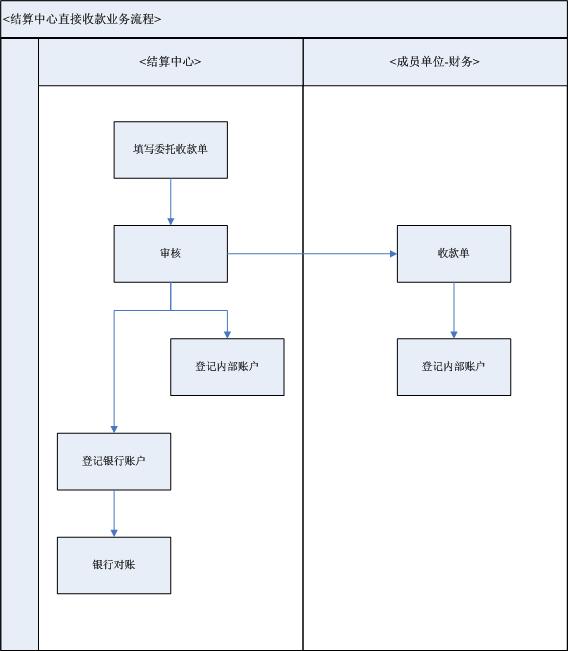 <结算中心直接收款业务流程>
<结算中心>
<成员单位-财务>
填写委托收款单
审核
收款单
登记内部账户
登记内部账户
登记银行账户
银行对账